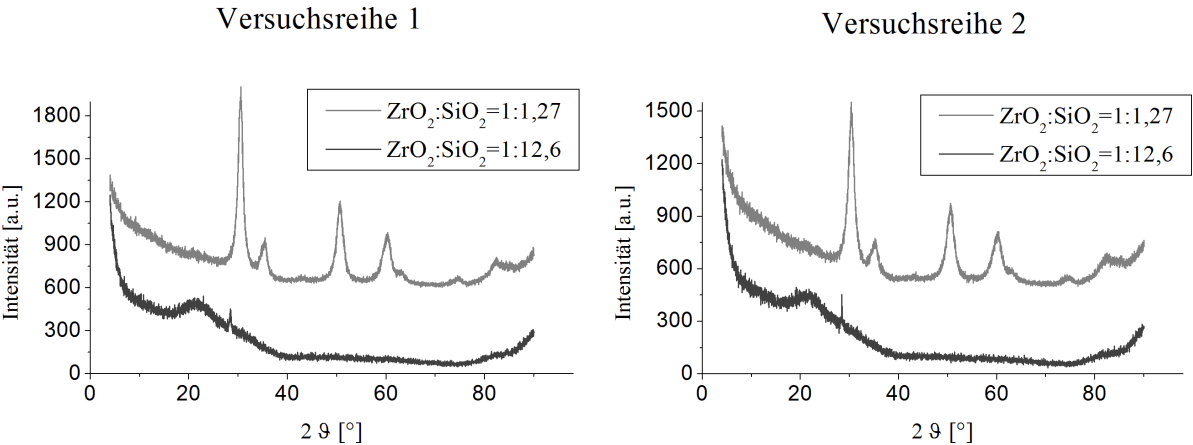 Versuchsreihe 1
ZrO₂:SiO₂=1:1,27
ZrO₂:SiO₂=1:12,6
Intensität [a.u.]
1800
1500
1200
900
600
300
0
0 20 40 60 80
2 ϑ [°]
Versuchsreihe 2
ZrO₂:SiO₂=1:1,27
ZrO₂:SiO₂=1:12,6
Intensität [a.u.]
1500
1200
900
600
300
0
0 20 40 60 80
2 ϑ [°]